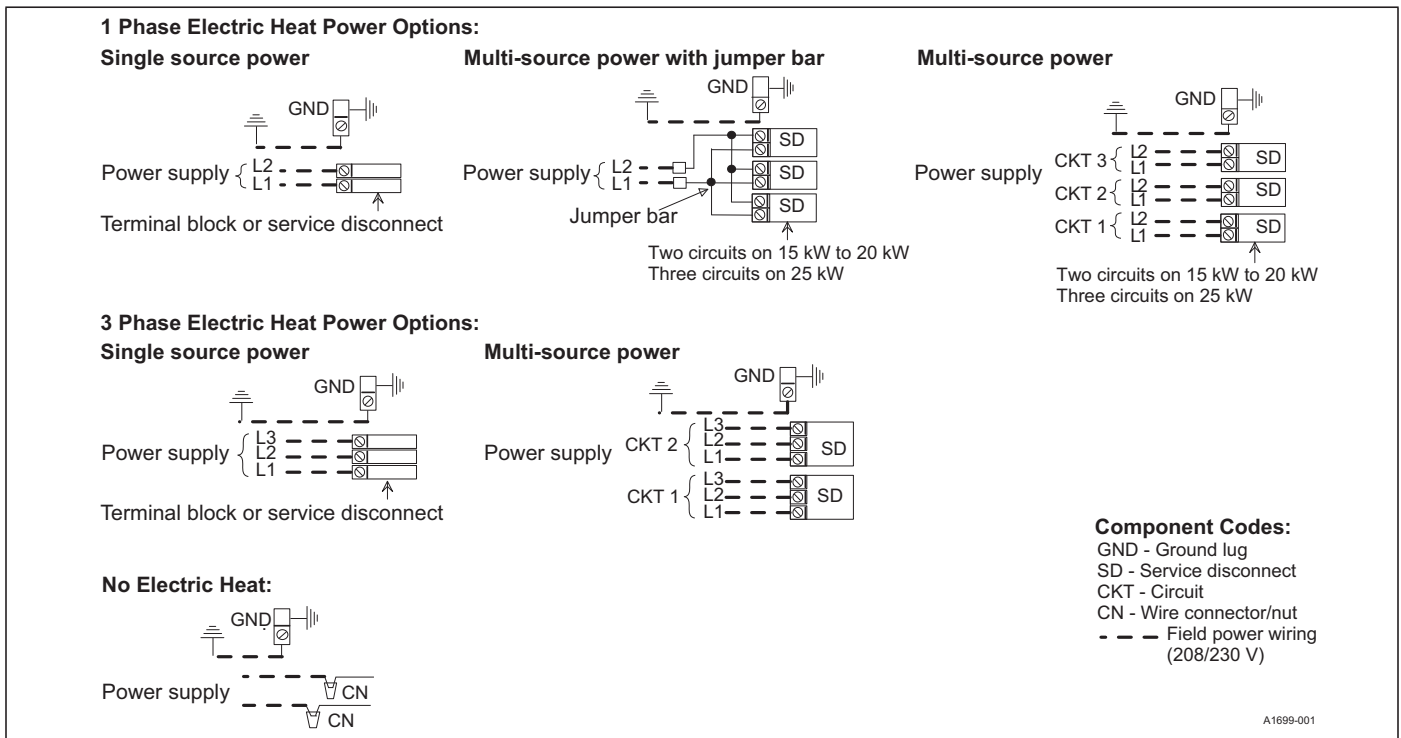 1 Phase Electric Heat Power Options:
Single source power
GND
Power supply
L2
L1
Terminal block or service disconnect
Multi-source power with jumper bar
GND
SD
SD
SD
Power supply
L2
L1
Jumper bar
Two circuits on 15 kW to 20 kW
Three circuits on 25 kW
Multi-source power
GND
Power supply
CKT 3
L2
L1
SD
CKT 2
L2
L1
SD
CKT 1
L2
L1
SD
Two circuits on 15 kW to 20 kW
Three circuits on 25 kW
3 Phase Electric Heat Power Options:
Single source power
GND
Power supply
L3
L2
L1
Terminal block or service disconnect
Multi-source power
GND
Power supply
CKT 2
L3
L2
L1
SD
CKT 1
L3
L2
L1
SD
No Electric Heat:
GND
Power supply
CN
CN
Component Codes:
GND - Ground lug
SD - Service disconnect
CKT - Circuit
CN - Wire connector/nut
Field power wiring
(208/230 V)
A1699-001